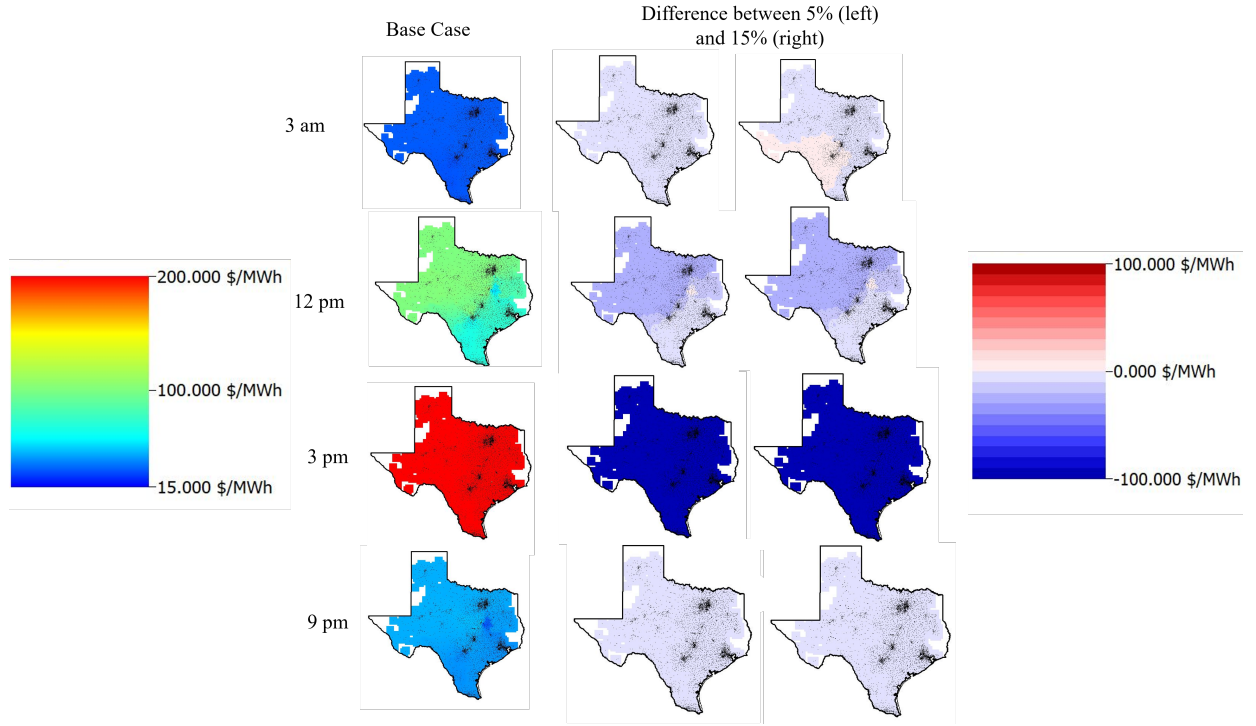 Base Case
Difference between 5% (left)
and 15% (right)
3 am
12 pm
3 pm
9 pm
200.000 $/MWh
100.000 $/MWh
15.000 $/MWh
100.000 $/MWh
0.000 $/MWh
-100.000 $/MWh